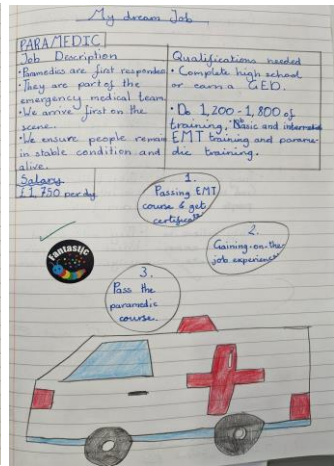 My dream Job
PARAMEDIC
Job Description
•Paramedics are first responders
•They are part of the
emergency medical team.
•We arrive first on the
scene.
•We ensure people remain
in stable condition and
alive.
Salary
£1,750 per day
Qualifications needed
•Complete high school
or earn a GED.
•Do 1,200-1,800 of
training. Basic and
EMT training and parame-
dic training.
1.
Passing EMT
course & get
certificate
2.
Gaining on-the-
job experience
3.
Pass the
paramedic
course.
Fantastic